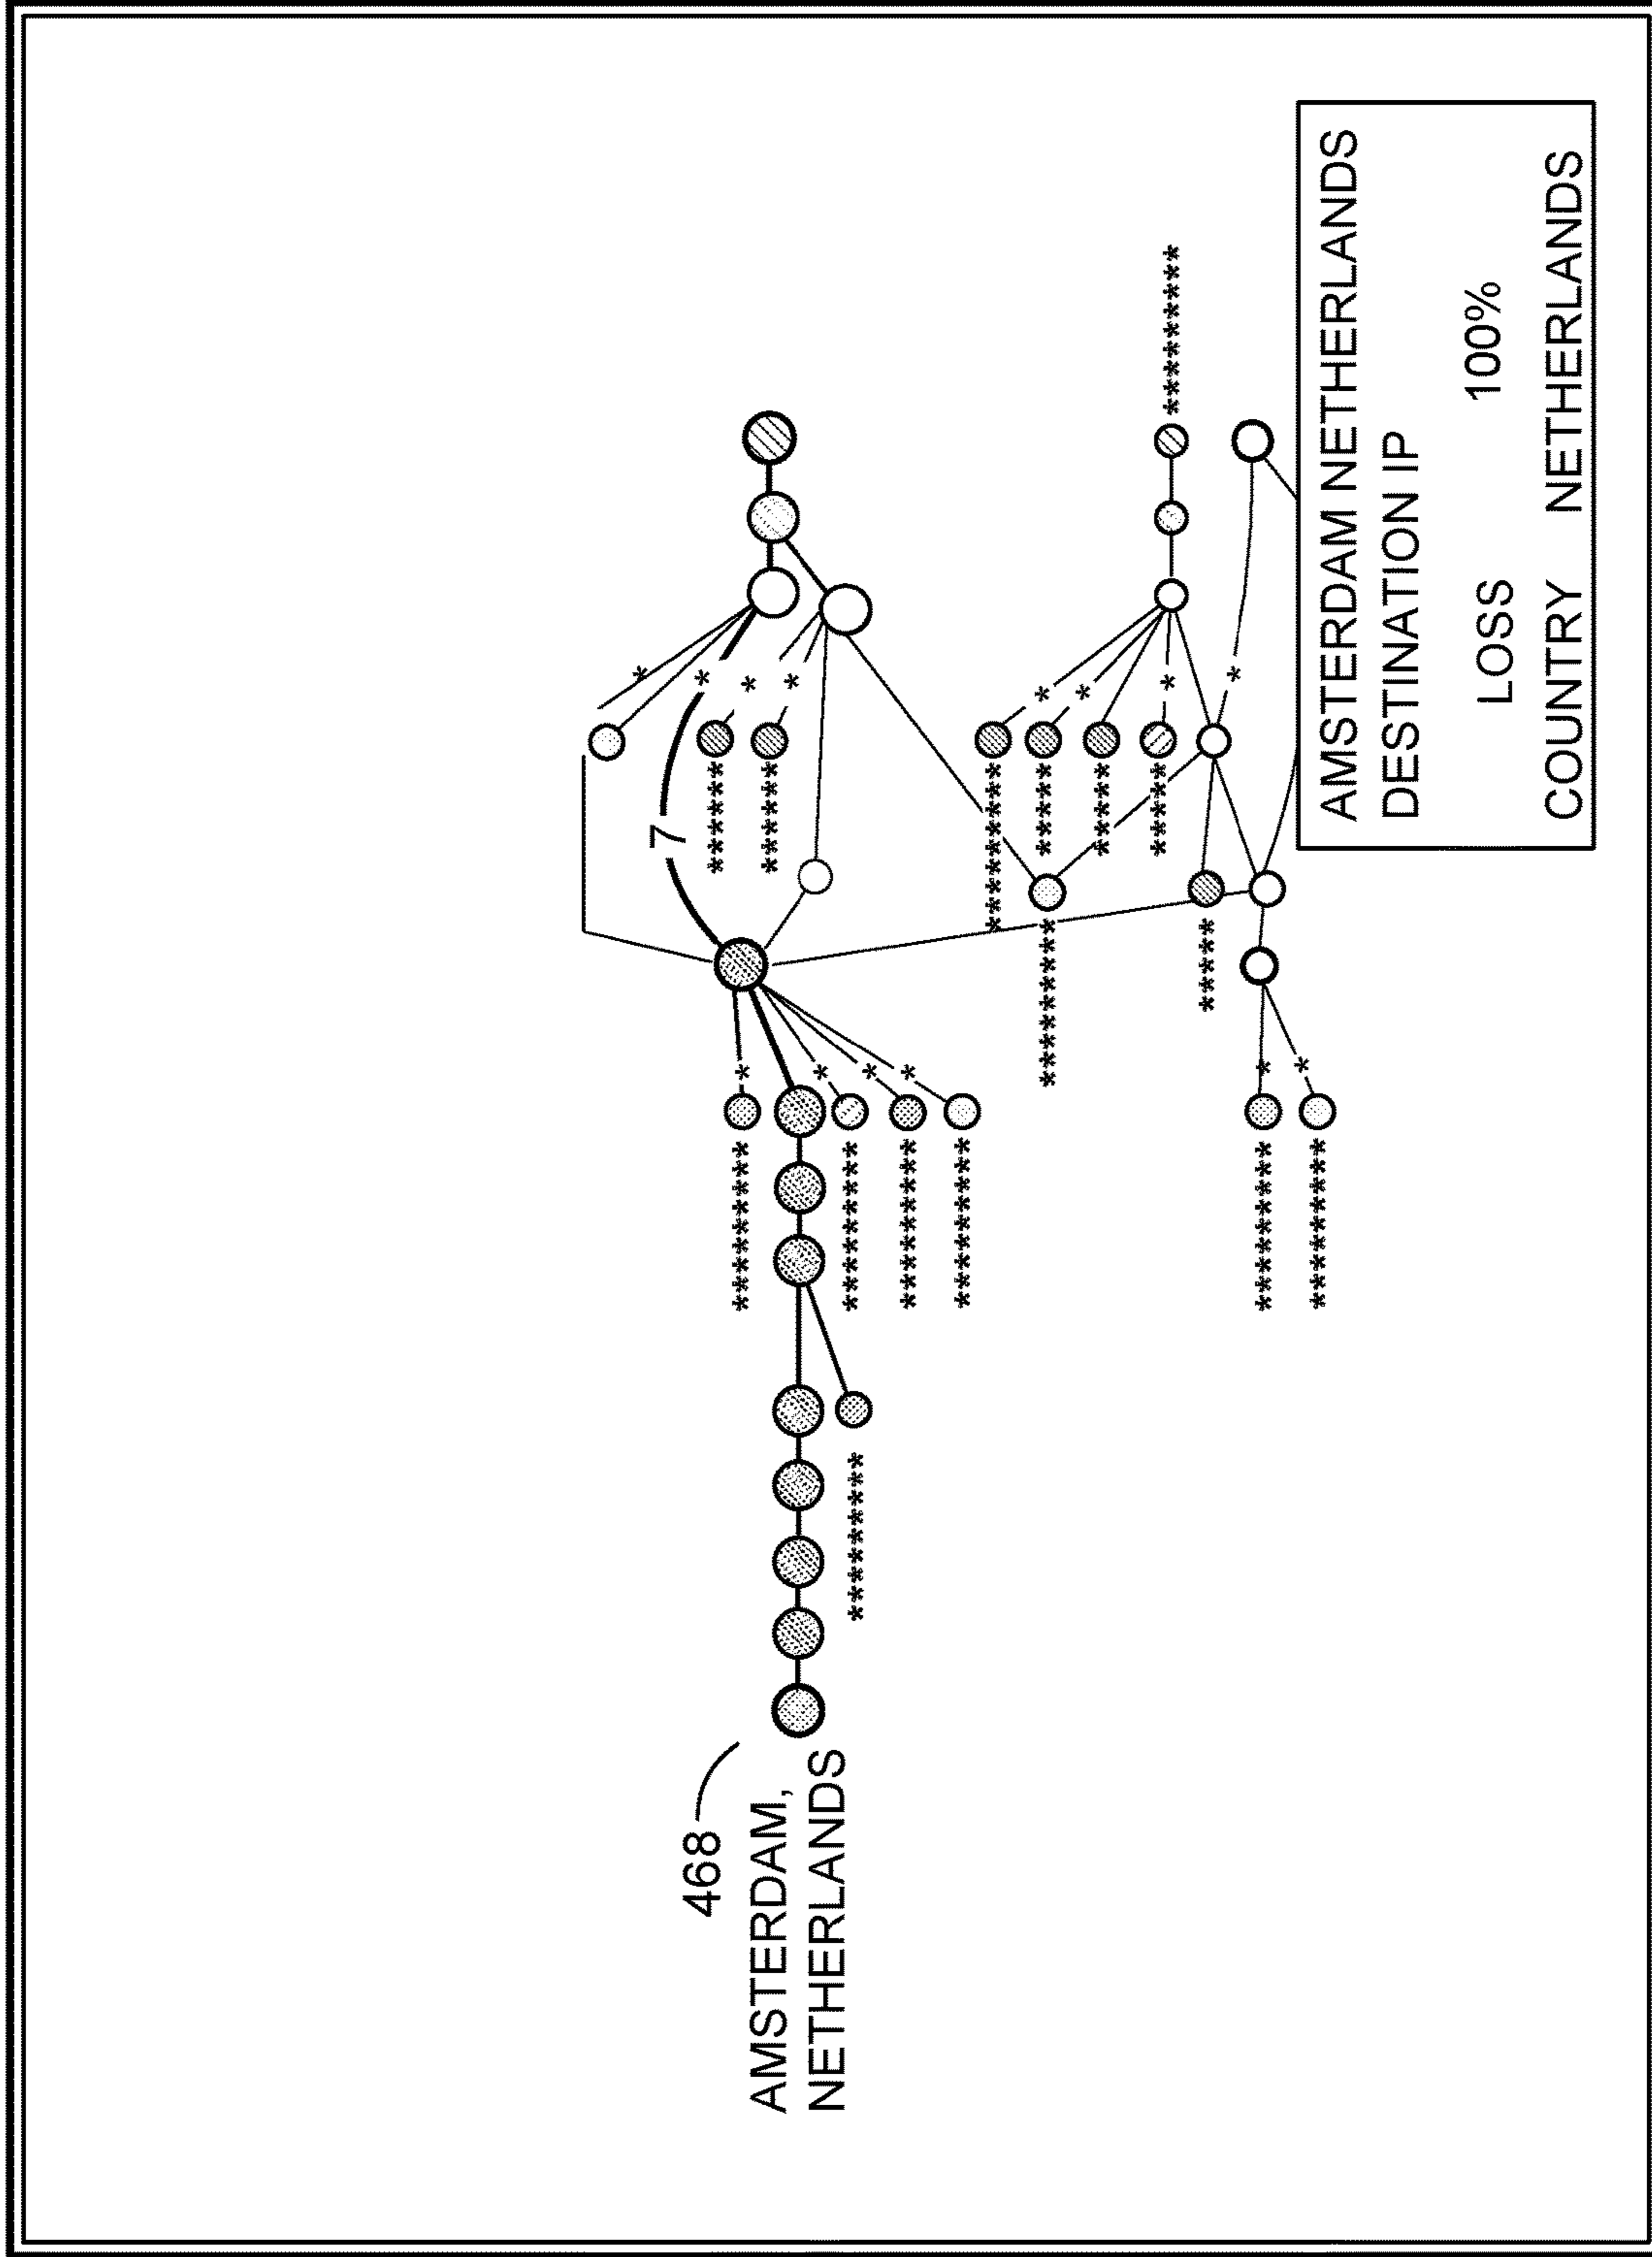 468
AMSTERDAM,
NETHERLANDS
7
AMSTERDAM NETHERLANDS
DESTINATION IP
LOSS 100%
COUNTRY NETHERLANDS